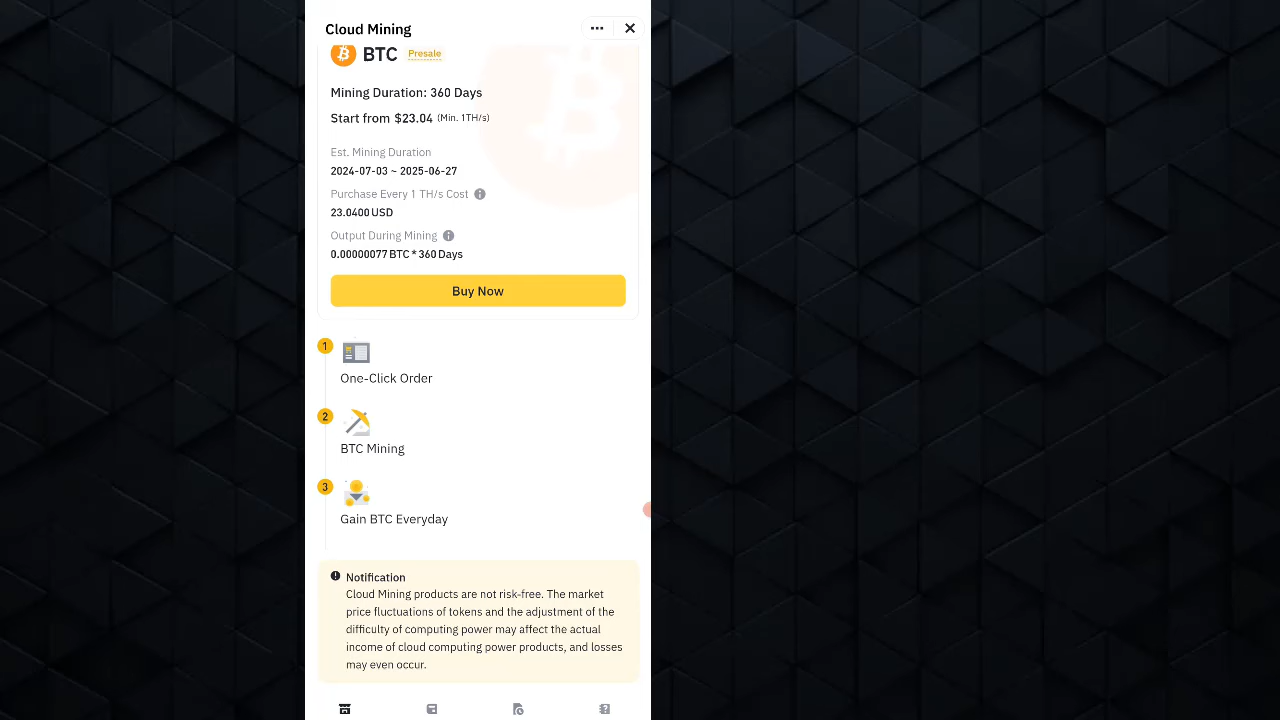 Cloud Mining
BTC Presale
Mining Duration: 360 Days
Start from $23.04 (Min. 1TH/s)
Est. Mining Duration
2024-07-03 ~ 2025-06-27
Purchase Every 1 TH/s Cost
23.0400 USD
Output During Mining
0.00000077 BTC * 360 Days
Buy Now
1
One-Click Order
2
BTC Mining
3
Gain BTC Everyday
Notification
Cloud Mining products are not risk-free. The market
price fluctuations of tokens and the adjustment of the
difficulty of computing power may affect the actual
income of cloud computing power products, and losses
may even occur.